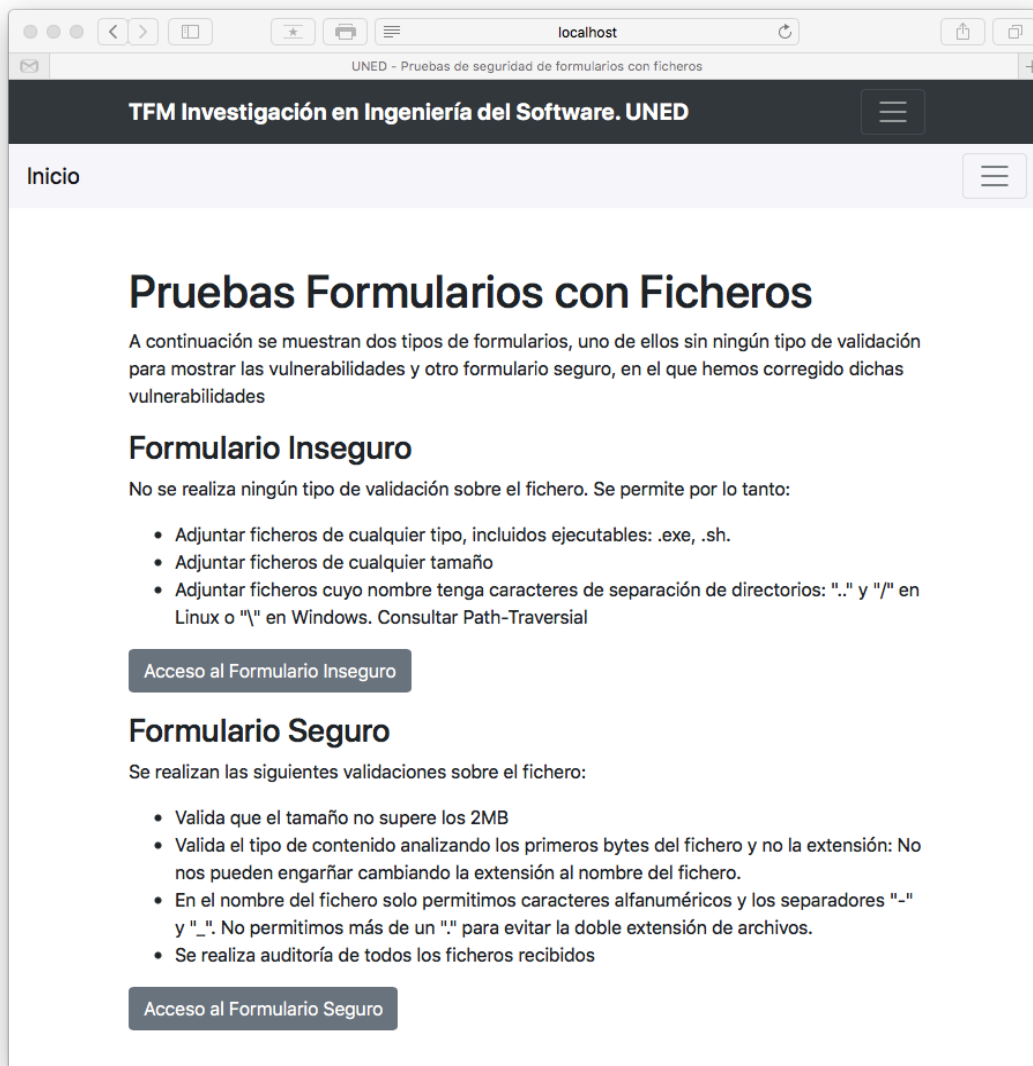 localhost
UNED - Pruebas de seguridad de formularios con ficheros
TFM Investigación en Ingeniería del Software. UNED
Inicio
Pruebas Formularios con Ficheros
A continuación se muestran dos tipos de formularios, uno de ellos sin ningún tipo de validación
para mostrar las vulnerabilidades y otro formulario seguro, en el que hemos corregido dichas
vulnerabilidades
Formulario Inseguro
No se realiza ningún tipo de validación sobre el fichero. Se permite por lo tanto:
• Adjuntar ficheros de cualquier tipo, incluidos ejecutables: .exe, .sh.
• Adjuntar ficheros de cualquier tamaño
• Adjuntar ficheros cuyo nombre tenga caracteres de separación de directorios: ".." y "/" en
Linux o "\" en Windows. Consultar Path-Traversial
Acceso al Formulario Inseguro
Formulario Seguro
Se realizan las siguientes validaciones sobre el fichero:
• Valida que el tamaño no supere los 2MB
• Valida el tipo de contenido analizando los primeros bytes del fichero y no la extensión: No
nos pueden engarñar cambiando la extensión al nombre del fichero.
• En el nombre del fichero solo permitimos caracteres alfanuméricos y los separadores "-"
y "_". No permitimos más de un "." para evitar la doble extensión de archivos.
• Se realiza auditoría de todos los ficheros recibidos
Acceso al Formulario Seguro